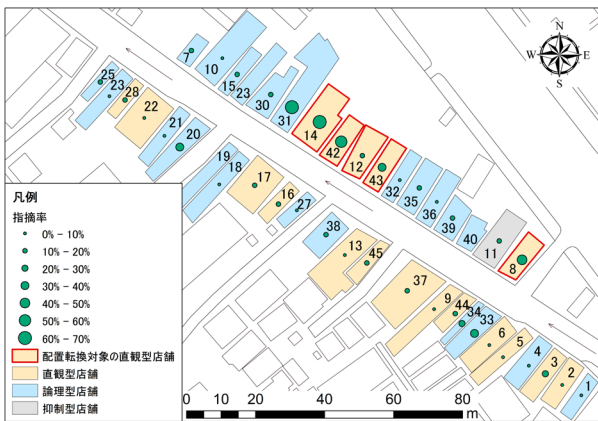 N
W
E
S
7
10
15
23
30
31
14
42
12
43
32
35
36
39
40
11
8
25
23
28
22
21
20
19
18
17
16
27
38
13
45
37
9
44
34
33
6
5
4
3
2
1
凡例
指摘率
0% - 10%
10% - 20%
20% - 30%
30% - 40%
40% - 50%
50% - 60%
60% - 70%
配置転換対象の直観型店舗
直観型店舗
論理型店舗
抑制型店舗
0 20 40 60 80
m